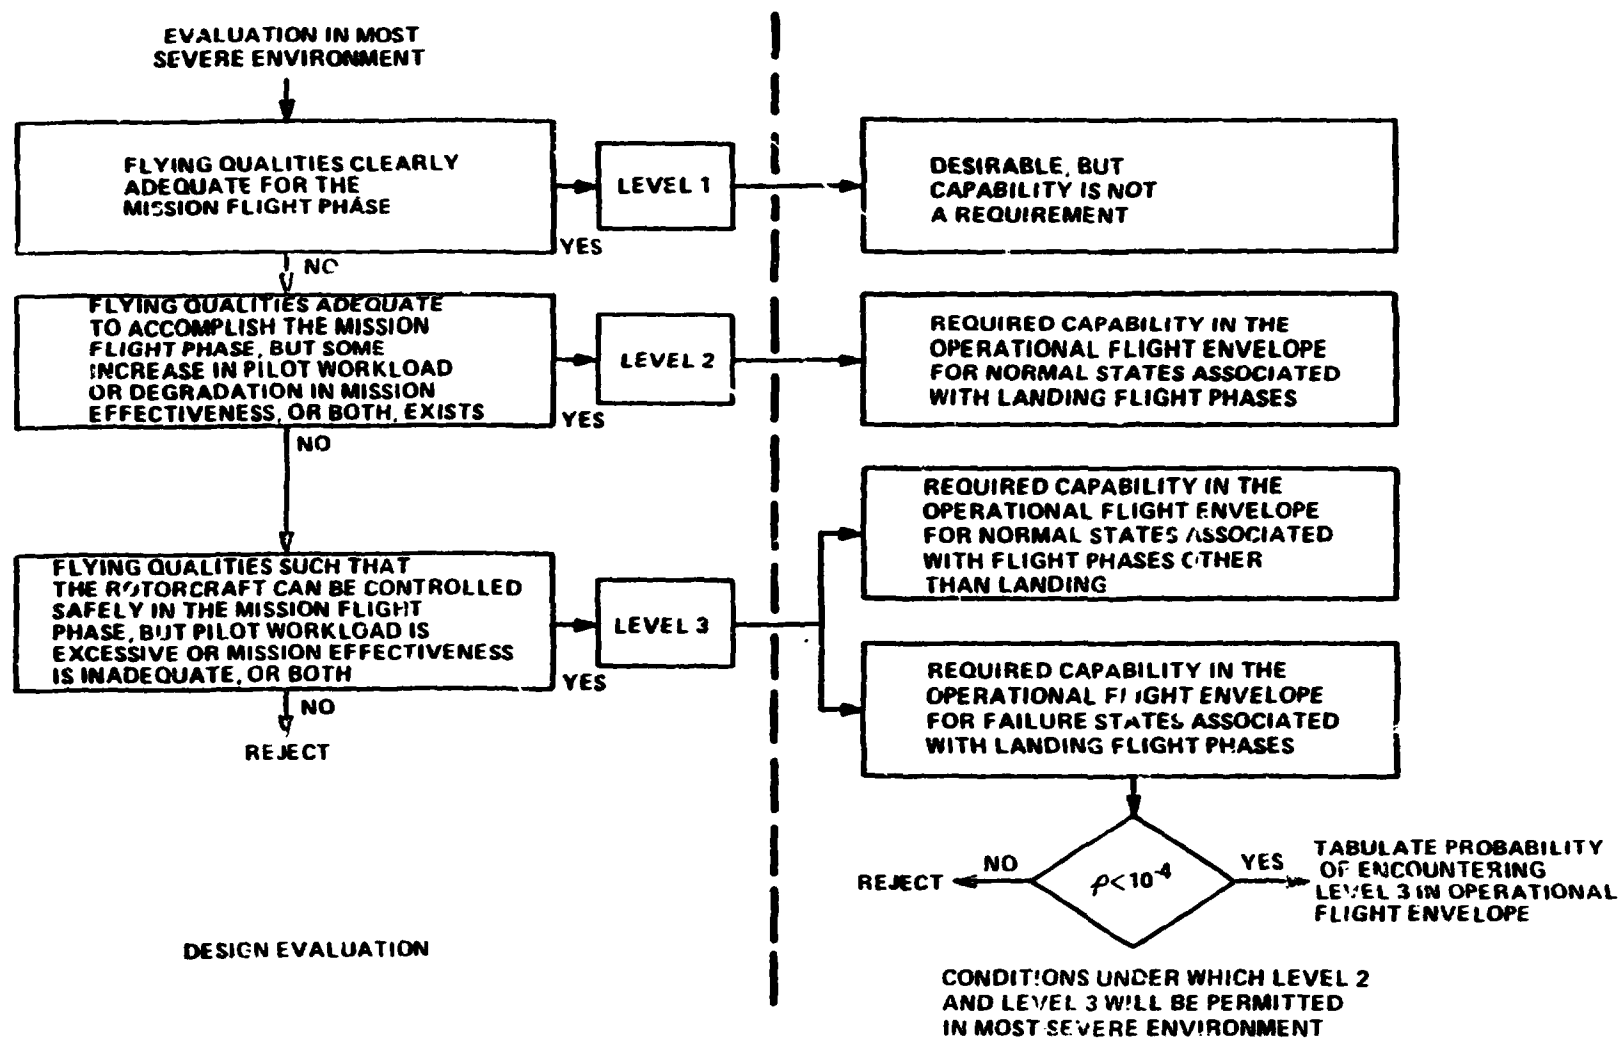 EVALUATION IN MOST
SEVERE ENVIRONMENT
FLYING QUALITIES CLEARLY
ADEQUATE FOR THE
MISSION FLIGHT PHASE
YES
LEVEL 1
DESIRABLE, BUT
CAPABILITY IS NOT
A REQUIREMENT
NO
FLYING QUALITIES ADEQUATE
TO ACCOMPLISH THE MISSION
FLIGHT PHASE, BUT SOME
INCREASE IN PILOT WORKLOAD
OR DEGRADATION IN MISSION
EFFECTIVENESS, OR BOTH, EXISTS
YES
LEVEL 2
REQUIRED CAPABILITY IN THE
OPERATIONAL FLIGHT ENVELOPE
FOR NORMAL STATES ASSOCIATED
WITH LANDING FLIGHT PHASES
NO
FLYING QUALITIES SUCH THAT
THE ROTORCRAFT CAN BE CONTROLLED
SAFELY IN THE MISSION FLIGHT
PHASE, BUT PILOT WORKLOAD IS
EXCESSIVE OR MISSION EFFECTIVENESS
IS INADEQUATE, OR BOTH
YES
LEVEL 3
REQUIRED CAPABILITY IN THE
OPERATIONAL FLIGHT ENVELOPE
FOR NORMAL STATES ASSOCIATED
WITH FLIGHT PHASES OTHER
THAN LANDING
REQUIRED CAPABILITY IN THE
OPERATIONAL FLIGHT ENVELOPE
FOR FAILURE STATES ASSOCIATED
WITH LANDING FLIGHT PHASES
NO
REJECT
REJECT
NO
ρ<10⁻⁴
YES
TABULATE PROBABILITY
OF ENCOUNTERING
LEVEL 3 IN OPERATIONAL
FLIGHT ENVELOPE
DESIGN EVALUATION
CONDITIONS UNDER WHICH LEVEL 2
AND LEVEL 3 WILL BE PERMITTED
IN MOST SEVERE ENVIRONMENT